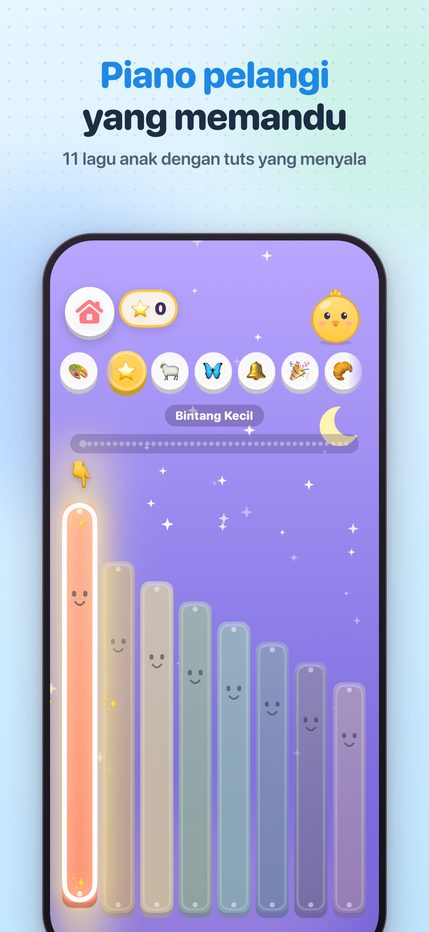 Piano pelangi
yang memandu
11 lagu anak dengan tuts yang menyala
0
Bintang Kecil